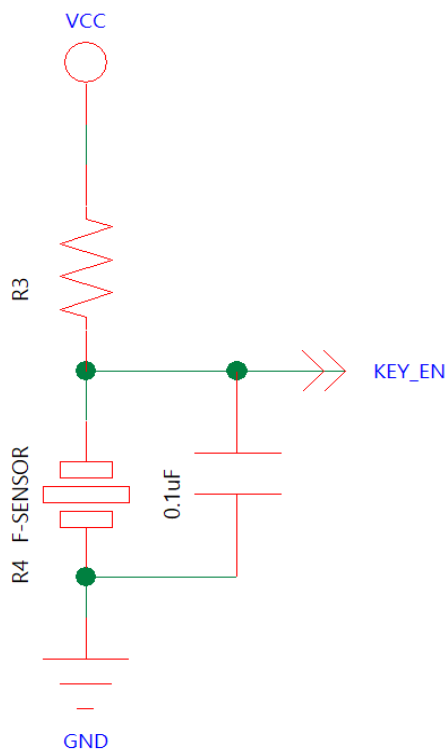 VCC
R3
KEY_EN
R4 F-SENSOR
0.1uF
GND